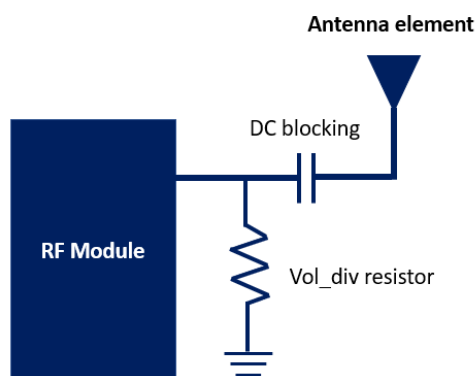 Antenna element
DC blocking
RF Module
Vol_div resistor